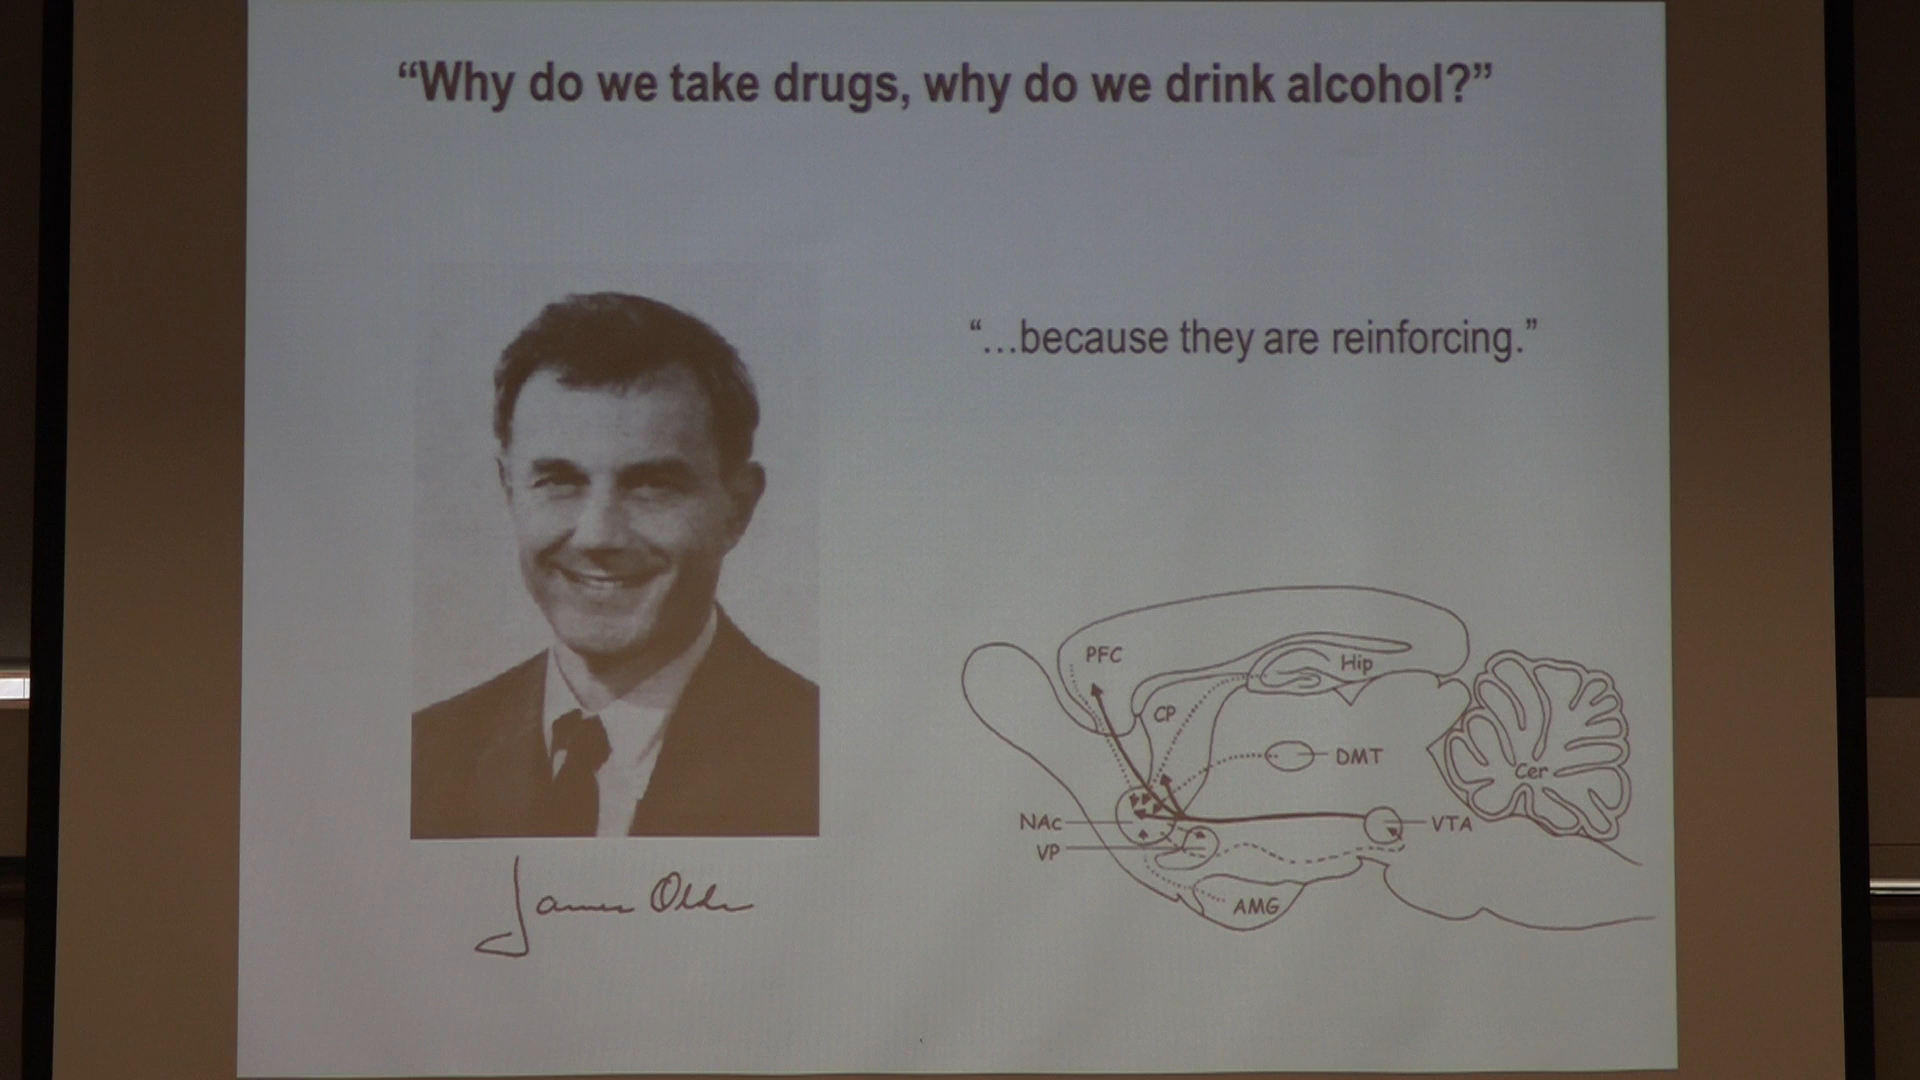 “Why do we take drugs, why do we drink alcohol?”
“...because they are reinforcing.”
PFC
Hip
CP
DMT
Cer
NAc
VTA
VP
AMG
James Olds